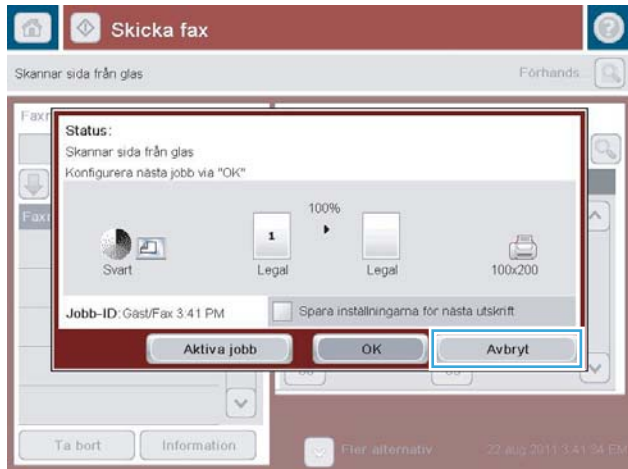 Skicka fax
Skannar sida från glas
Förhands...
Faxn
Status:
Skannar sida från glas
Konfigurera nästa jobb via "OK"
100%
1
Svart
Legal
Legal
100x200
Jobb-ID:Gäst/Fax 3:41 PM
Spara inställningarna för nästa utskrift
Aktiva jobb
OK
Avbryt
Ta bort
Information
Fler alternativ
22 aug 2011 3:41:34 EM